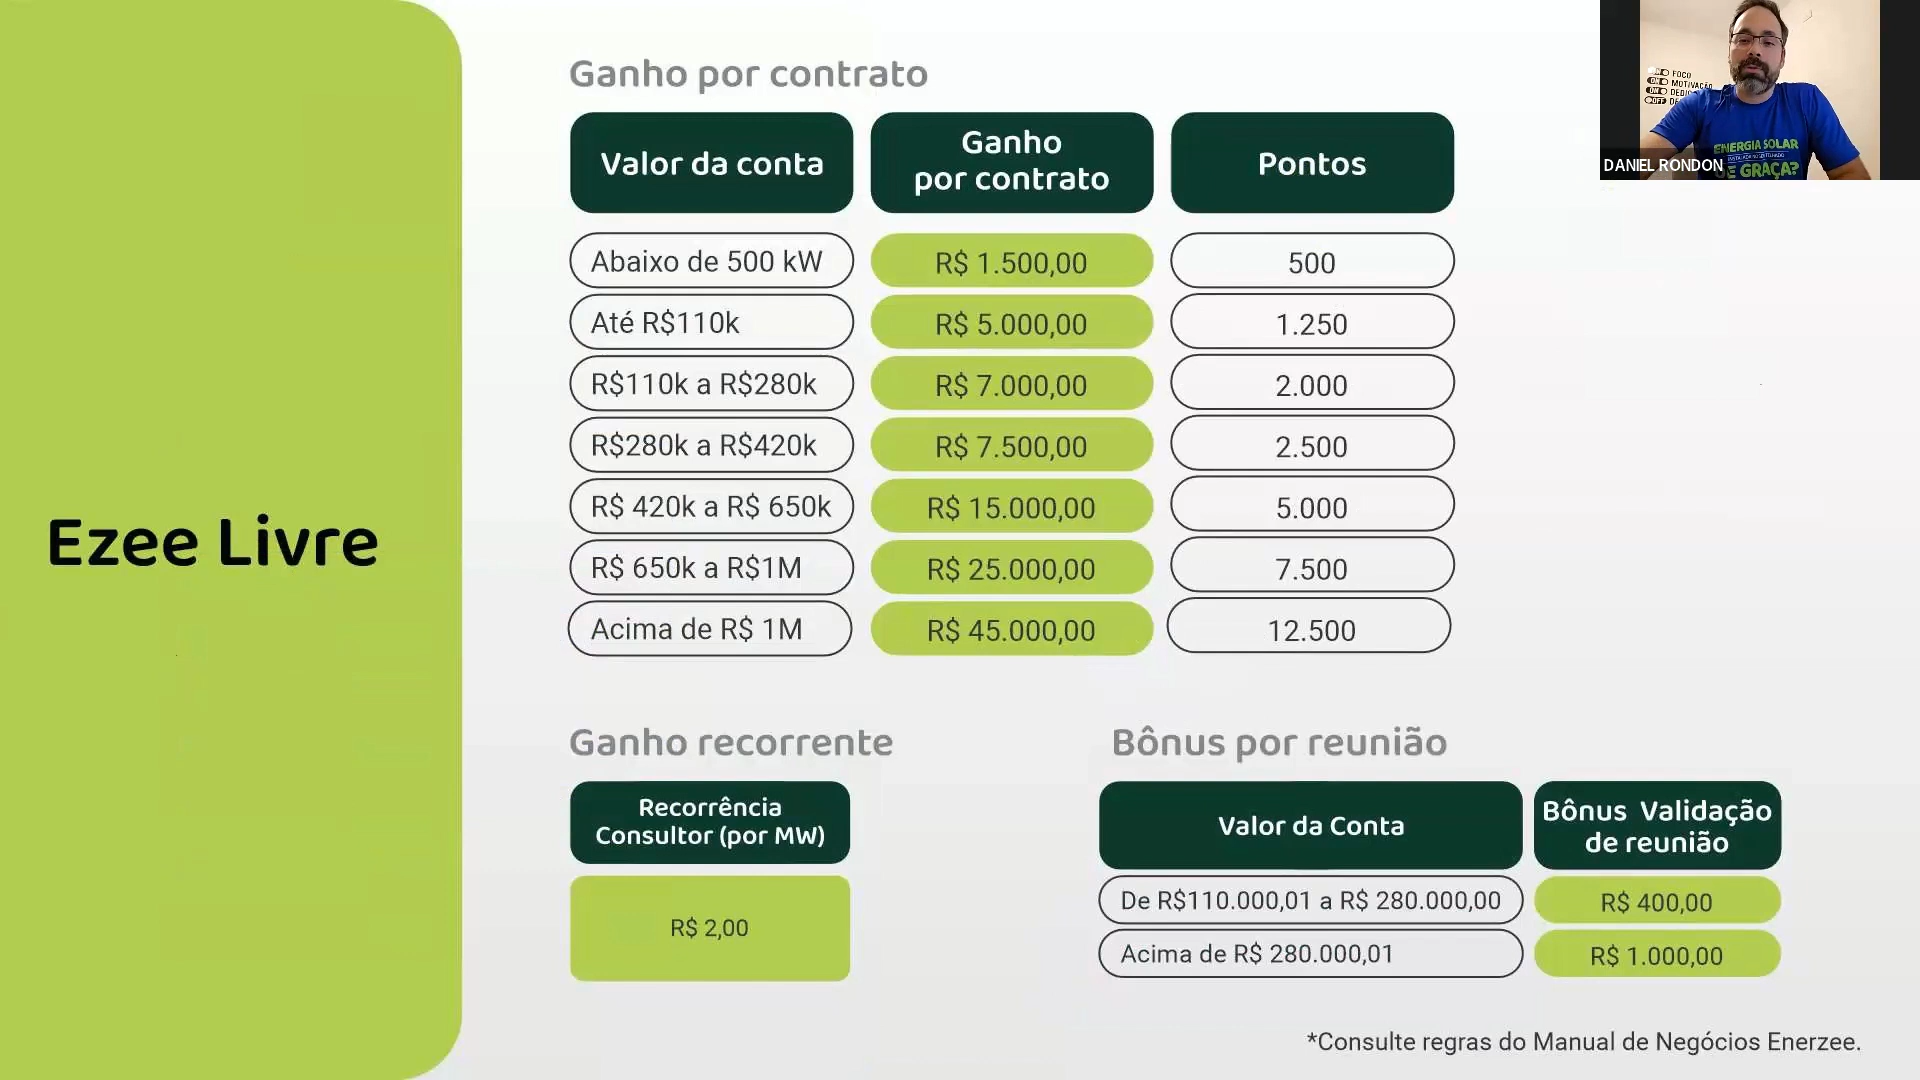 Ganho por contrato
Valor da conta
Ganho
por contrato
Pontos
Abaixo de 500 kW
R$ 1.500,00
500
Até R$110k
R$ 5.000,00
1.250
R$110k a R$280k
R$ 7.000,00
2.000
R$280k a R$420k
R$ 7.500,00
2.500
R$ 420k a R$ 650k
R$ 15.000,00
5.000
R$ 650k a R$1M
R$ 25.000,00
7.500
Acima de R$ 1M
R$ 45.000,00
12.500
Ezee Livre
Ganho recorrente
Recorrência
Consultor (por MW)
R$ 2,00
Bônus por reunião
Valor da Conta
Bônus Validação
de reunião
De R$110.000,01 a R$ 280.000,00
R$ 400,00
Acima de R$ 280.000,01
R$ 1.000,00
*Consulte regras do Manual de Negócios Enerzee.
FOCO
MOTIVAÇÃO
OFF
ENERGIA SOLAR
DE GRAÇA?
DANIEL RONDON